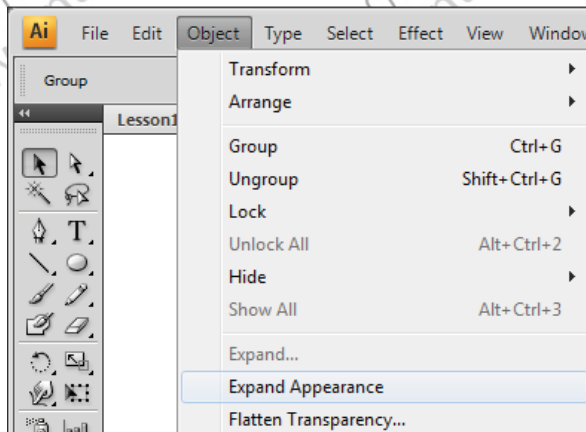 Ai File Edit Object Type Select Effect View Window
Group
Lesson1
Transform
Arrange
Group Ctrl+G
Ungroup Shift+Ctrl+G
Lock
Unlock All Alt+Ctrl+2
Hide
Show All Alt+Ctrl+3
Expand...
Expand Appearance
Flatten Transparency...